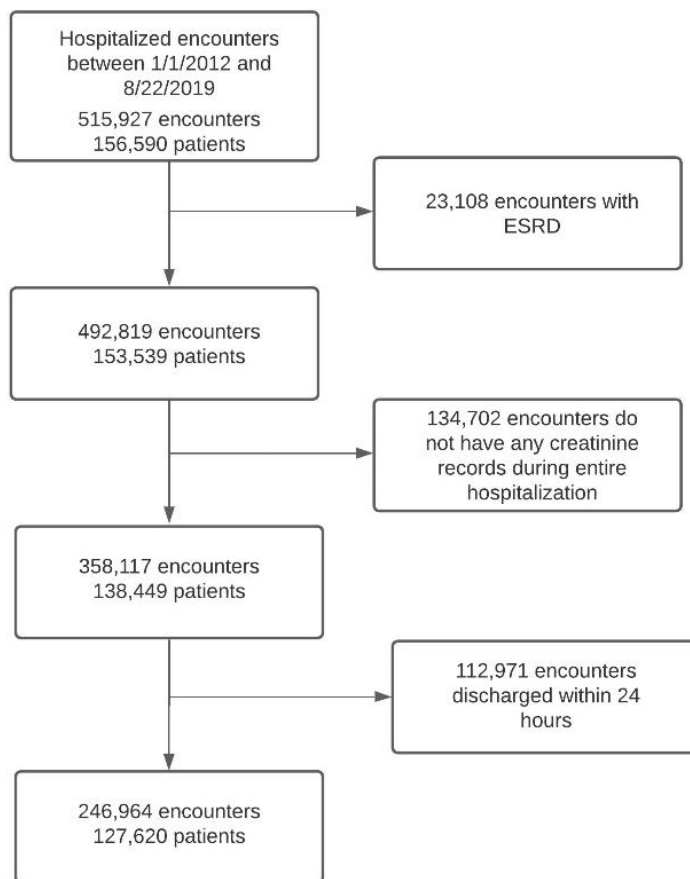 Hospitalized encounters
between 1/1/2012 and
8/22/2019
515,927 encounters
156,590 patients
23,108 encounters with
ESRD
492,819 encounters
153,539 patients
134,702 encounters do
not have any creatinine
records during entire
hospitalization
358,117 encounters
138,449 patients
112,971 encounters
discharged within 24
hours
246,964 encounters
127,620 patients